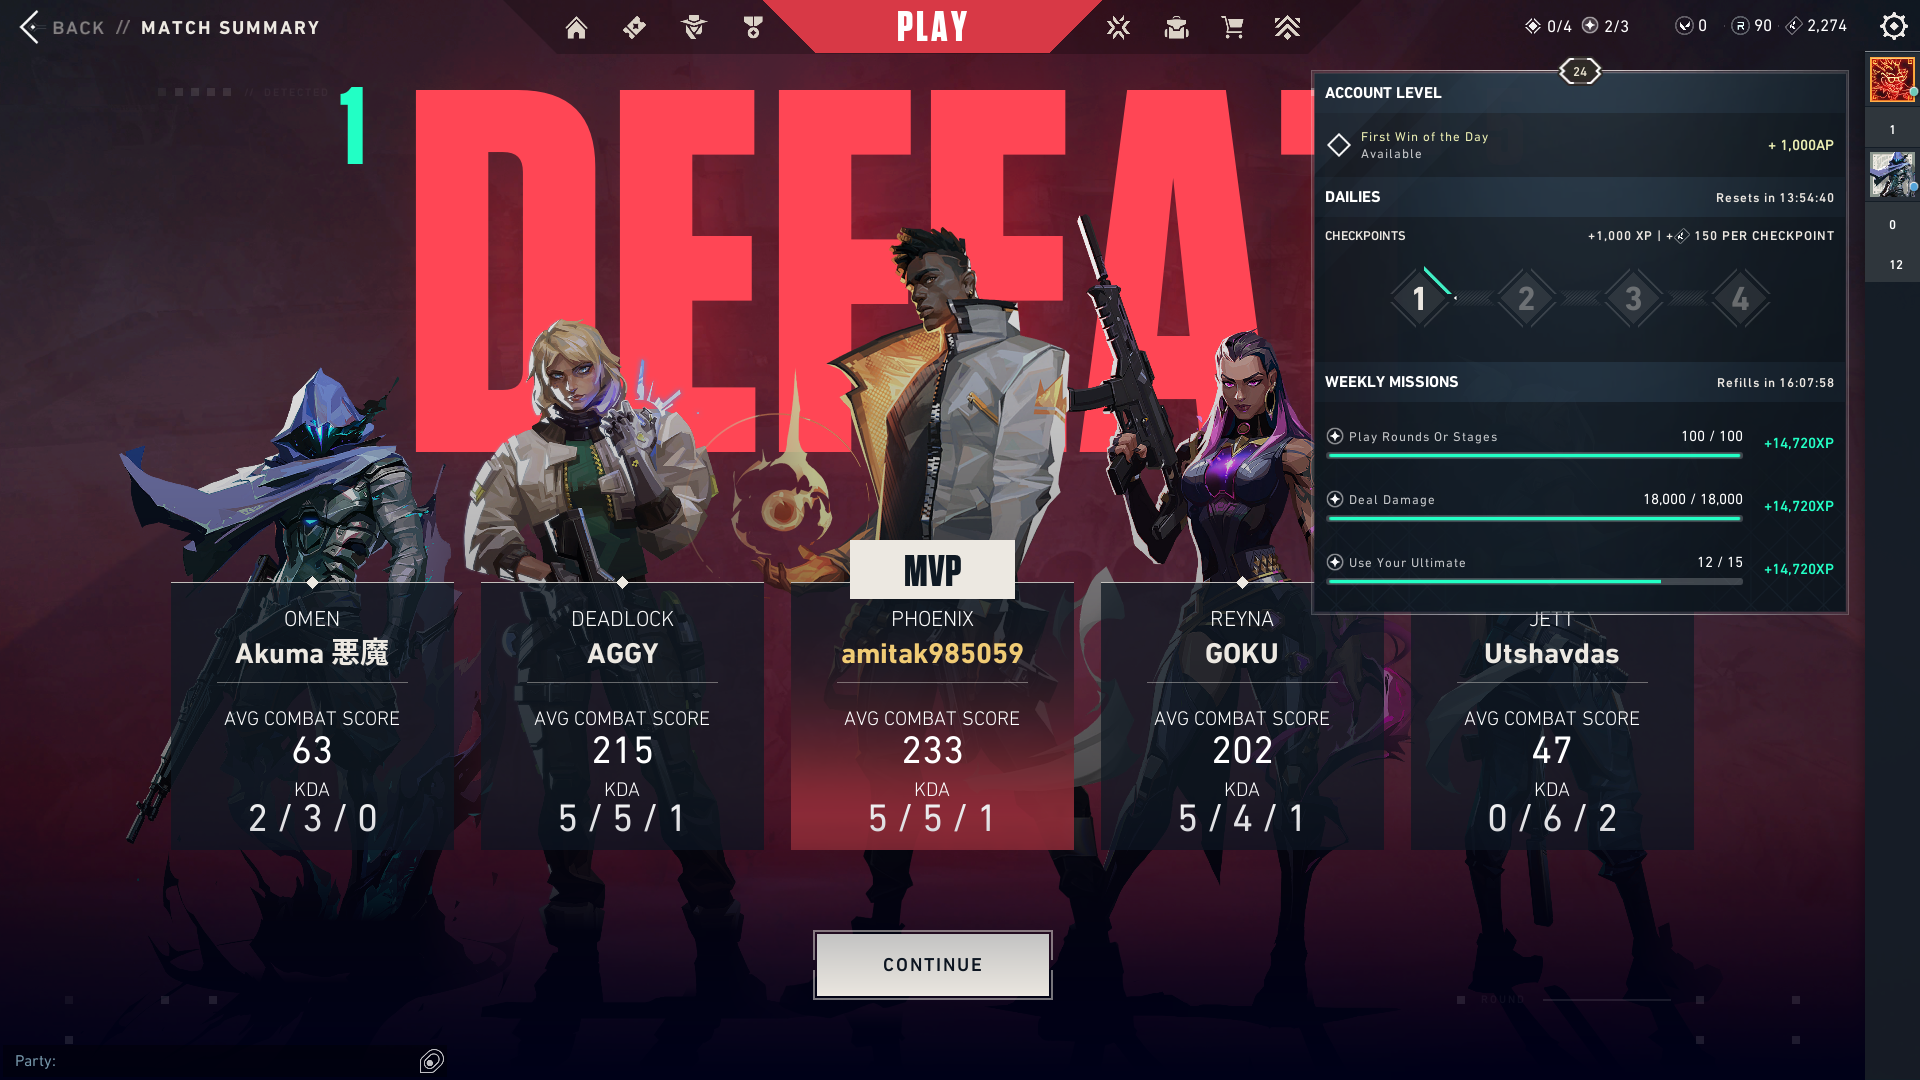 BACK // MATCH SUMMARY
PLAY
0/4 2/3 0 90 2,274
// DETECTED
1
DEFEAT
24
ACCOUNT LEVEL
First Win of the Day
Available
+ 1,000AP
DAILIES
Resets in 13:54:40
CHECKPOINTS
+1,000 XP | + 150 PER CHECKPOINT
1 2 3 4
WEEKLY MISSIONS
Refills in 16:07:58
Play Rounds Or Stages 100 / 100 +14,720XP
Deal Damage 18,000 / 18,000 +14,720XP
Use Your Ultimate 12 / 15 +14,720XP
1
0
12
MVP
OMEN
Akuma 悪魔
AVG COMBAT SCORE
63
KDA
2 / 3 / 0
DEADLOCK
AGGY
AVG COMBAT SCORE
215
KDA
5 / 5 / 1
PHOENIX
amitak985059
AVG COMBAT SCORE
233
KDA
5 / 5 / 1
REYNA
GOKU
AVG COMBAT SCORE
202
KDA
5 / 4 / 1
JETT
Utshavdas
AVG COMBAT SCORE
47
KDA
0 / 6 / 2
CONTINUE
ROUND
Party: